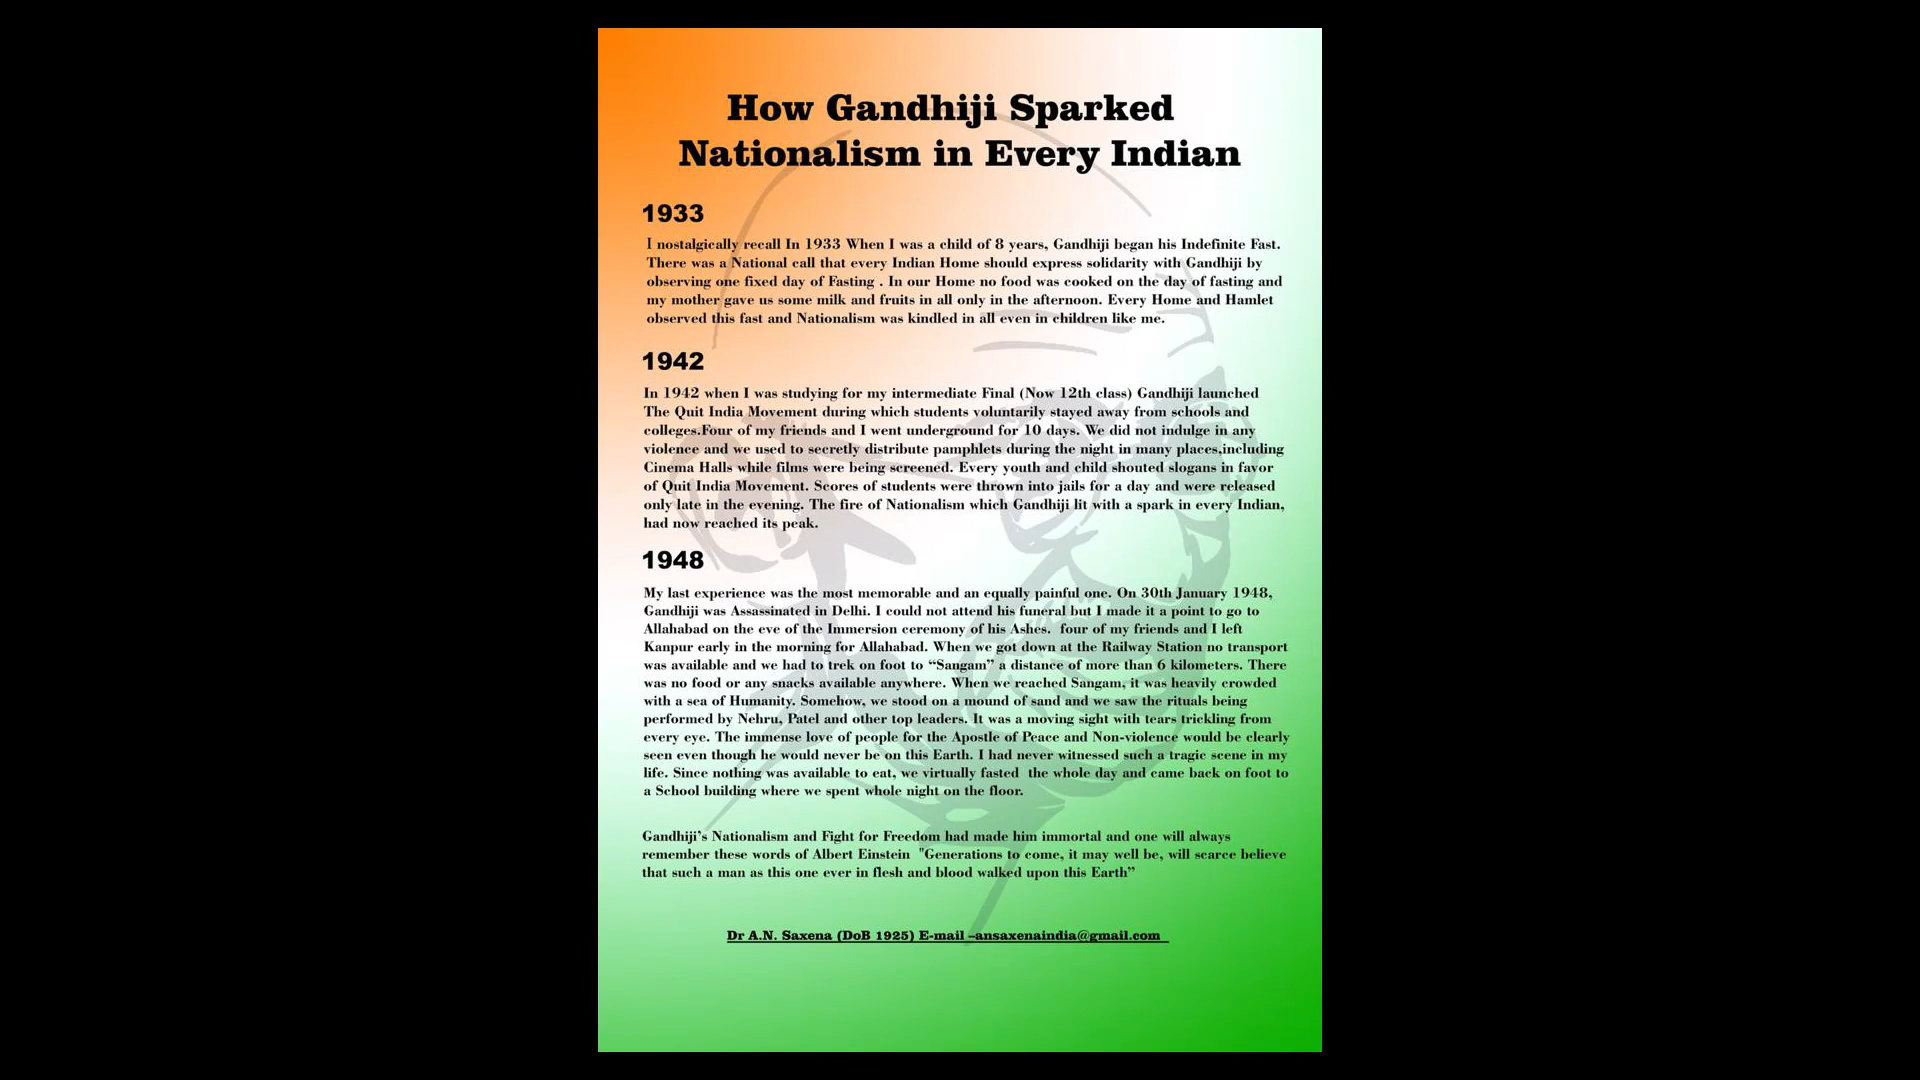 How Gandhiji Sparked
Nationalism in Every Indian
1933
I nostalgically recall In 1933 When I was a child of 8 years, Gandhiji began his Indefinite Fast.
There was a National call that every Indian Home should express solidarity with Gandhiji by
observing one fixed day of Fasting . In our Home no food was cooked on the day of fasting and
my mother gave us some milk and fruits in all only in the afternoon. Every Home and Hamlet
observed this fast and Nationalism was kindled in all even in children like me.
1942
In 1942 when I was studying for my intermediate Final (Now 12th class) Gandhiji launched
The Quit India Movement during which students voluntarily stayed away from schools and
colleges.Four of my friends and I went underground for 10 days. We did not indulge in any
violence and we used to secretly distribute pamphlets during the night in many places,including
Cinema Halls while films were being screened. Every youth and child shouted slogans in favor
of Quit India Movement. Scores of students were thrown into jails for a day and were released
only late in the evening. The fire of Nationalism which Gandhiji lit with a spark in every Indian,
had now reached its peak.
1948
My last experience was the most memorable and an equally painful one. On 30th January 1948,
Gandhiji was Assassinated in Delhi. I could not attend his funeral but I made it a point to go to
Allahabad on the eve of the Immersion ceremony of his Ashes.  four of my friends and I left
Kanpur early in the morning for Allahabad. When we got down at the Railway Station no transport
was available and we had to trek on foot to “Sangam” a distance of more than 6 kilometers. There
was no food or any snacks available anywhere. When we reached Sangam, it was heavily crowded
with a sea of Humanity. Somehow, we stood on a mound of sand and we saw the rituals being
performed by Nehru, Patel and other top leaders. It was a moving sight with tears trickling from
every eye. The immense love of people for the Apostle of Peace and Non-violence would be clearly
seen even though he would never be on this Earth. I had never witnessed such a tragic scene in my
life. Since nothing was available to eat, we virtually fasted  the whole day and came back on foot to
a School building where we spent whole night on the floor.
Gandhiji’s Nationalism and Fight for Freedom had made him immortal and one will always
remember these words of Albert Einstein  "Generations to come, it may well be, will scarce believe
that such a man as this one ever in flesh and blood walked upon this Earth”
Dr A.N. Saxena (DoB 1925) E-mail –ansaxenaindia@gmail.com